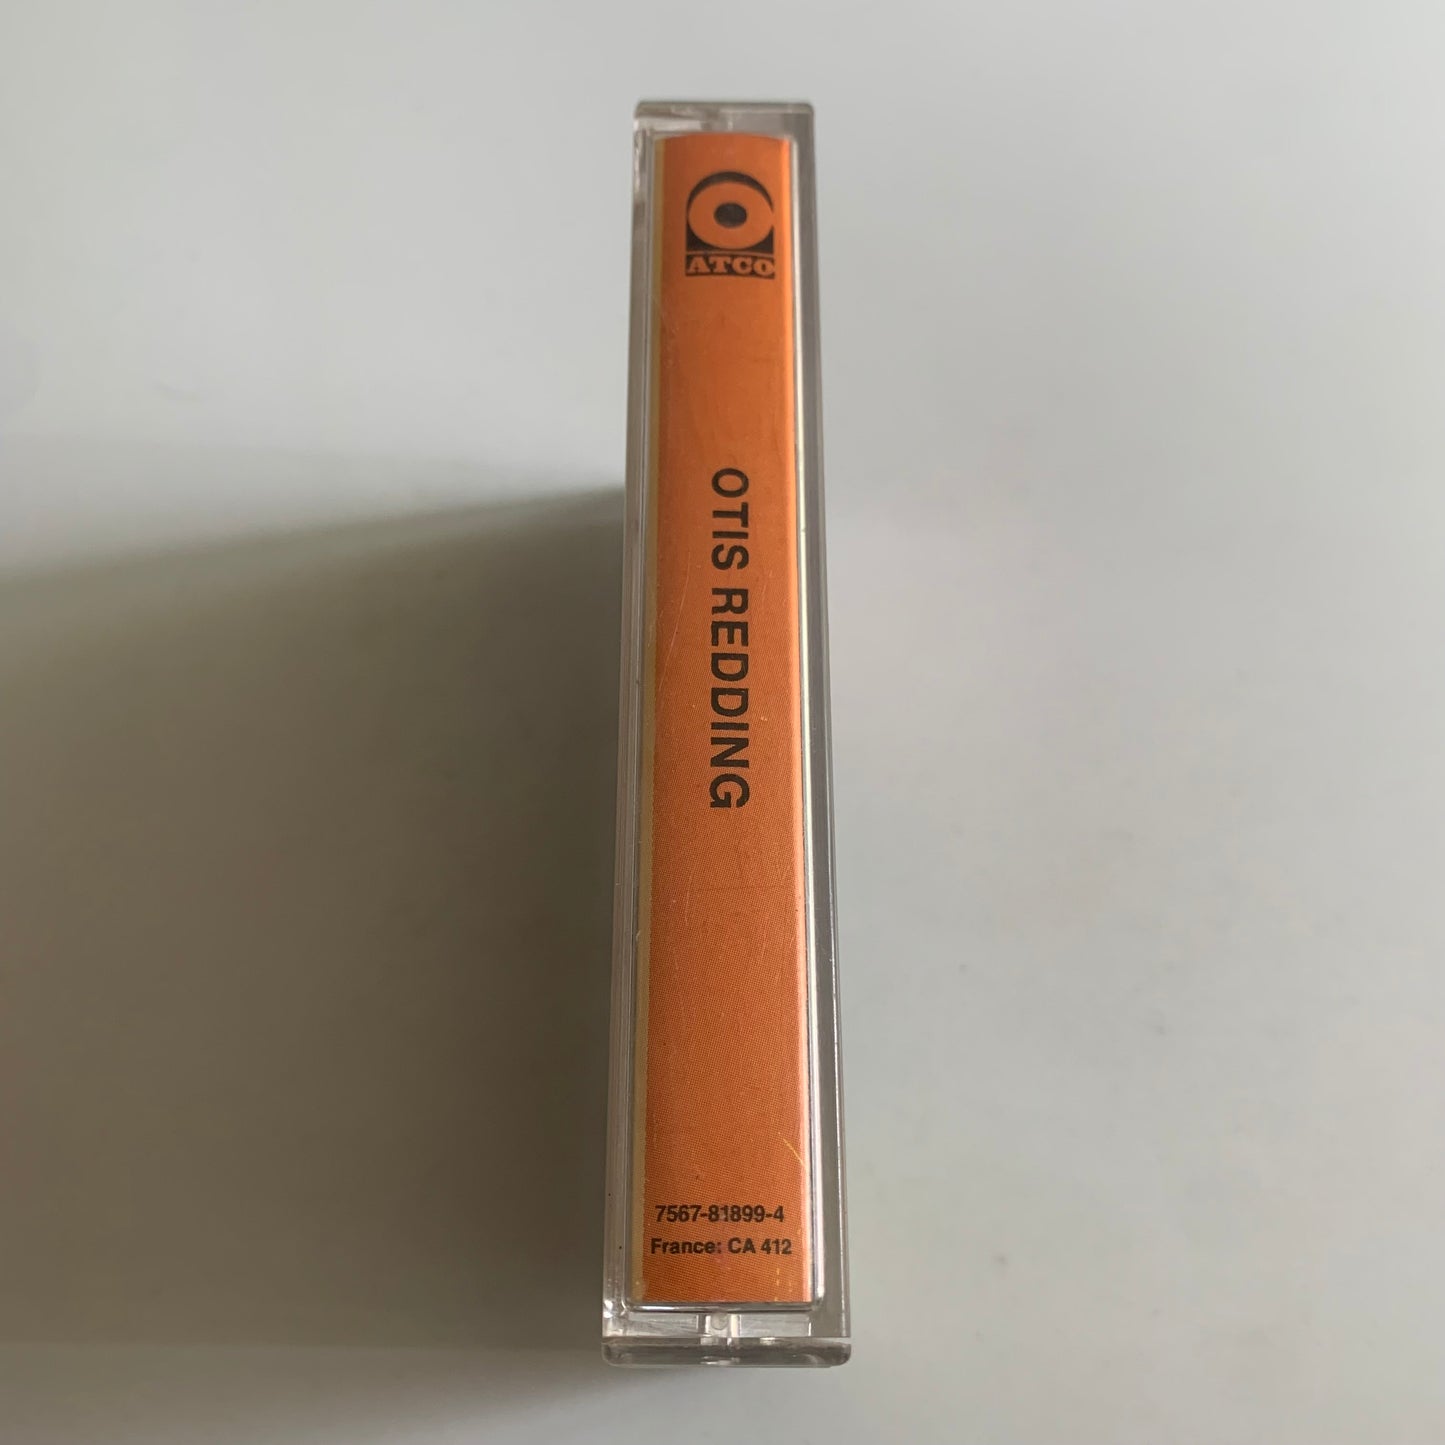 ATCO
OTIS REDDING
7567-81899-4
France: CA 412